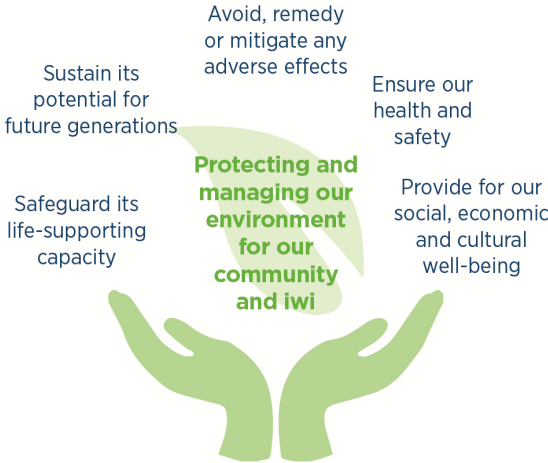 Avoid, remedy
or mitigate any
adverse effects
Sustain its
potential for
future generations
Ensure our
health and
safety
Protecting and
managing our
environment
for our
community
and iwi
Safeguard its
life-supporting
capacity
Provide for our
social, economic
and cultural
well-being